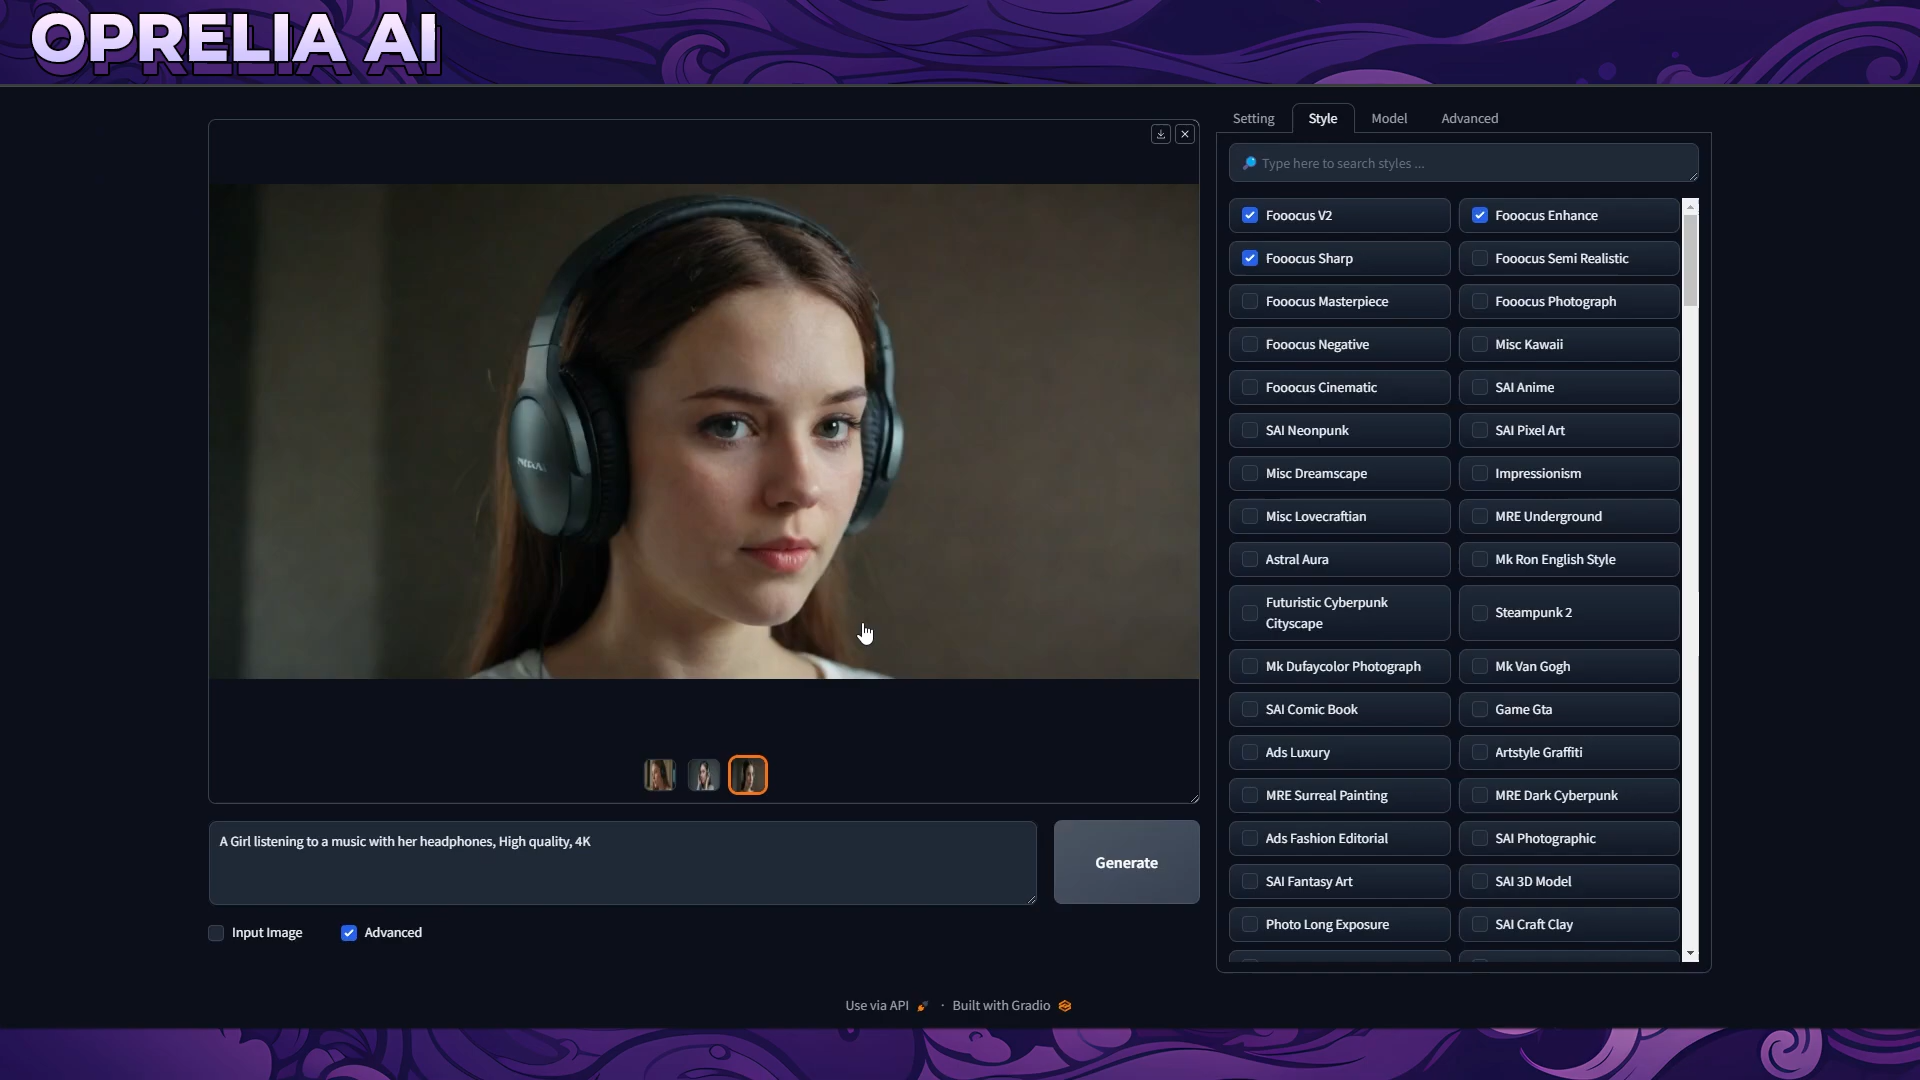 OPRELIA AI
Setting
Style
Model
Advanced
Type here to search styles ...
Fooocus V2
Fooocus Enhance
Fooocus Sharp
Fooocus Semi Realistic
Fooocus Masterpiece
Fooocus Photograph
Fooocus Negative
Misc Kawaii
Fooocus Cinematic
SAI Anime
SAI Neonpunk
SAI Pixel Art
Misc Dreamscape
Impressionism
Misc Lovecraftian
MRE Underground
Astral Aura
Mk Ron English Style
Futuristic Cyberpunk
Cityscape
Steampunk 2
Mk Dufaycolor Photograph
Mk Van Gogh
SAI Comic Book
Game Gta
Ads Luxury
Artstyle Graffiti
MRE Surreal Painting
MRE Dark Cyberpunk
Ads Fashion Editorial
SAI Photographic
SAI Fantasy Art
SAI 3D Model
Photo Long Exposure
SAI Craft Clay
A Girl listening to a music with her headphones, High quality, 4K
Generate
Input Image
Advanced
Use via API
·
Built with Gradio